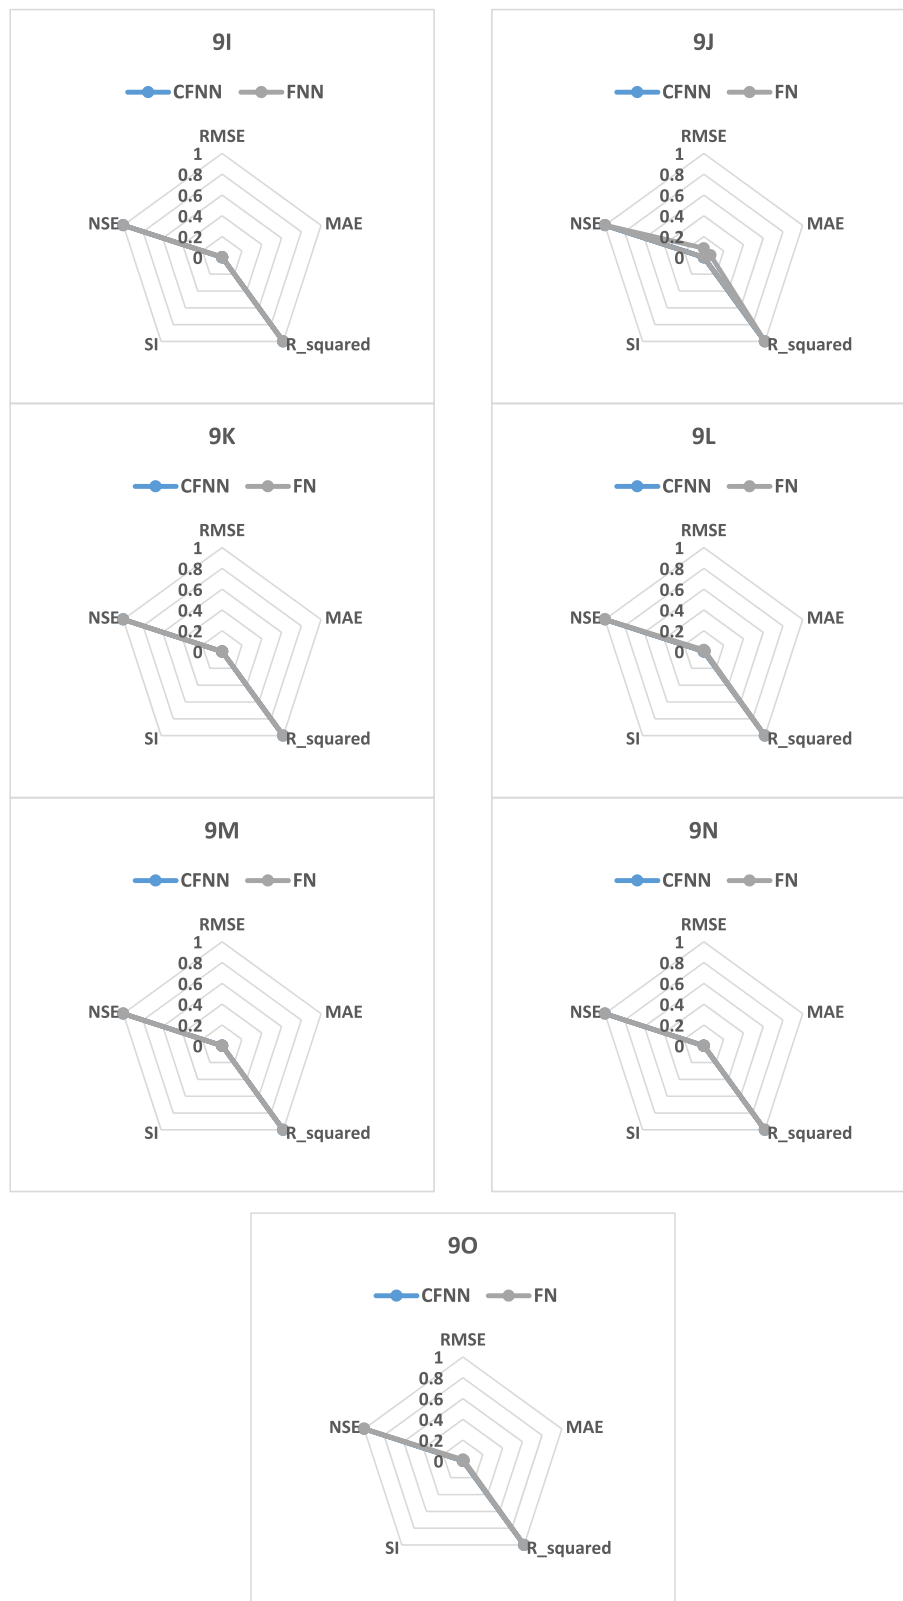 9I
CFNN FNN
RMSE
1
0.8
0.6
0.4
0.2
0
NSE
MAE
SI
R_squared
9J
CFNN FN
RMSE
1
0.8
0.6
0.4
0.2
0
NSE
MAE
SI
R_squared
9K
CFNN FN
RMSE
1
0.8
0.6
0.4
0.2
0
NSE
MAE
SI
R_squared
9L
CFNN FN
RMSE
1
0.8
0.6
0.4
0.2
0
NSE
MAE
SI
R_squared
9M
CFNN FN
RMSE
1
0.8
0.6
0.4
0.2
0
NSE
MAE
SI
R_squared
9N
CFNN FN
RMSE
1
0.8
0.6
0.4
0.2
0
NSE
MAE
SI
R_squared
9O
CFNN FN
RMSE
1
0.8
0.6
0.4
0.2
0
NSE
MAE
SI
R_squared